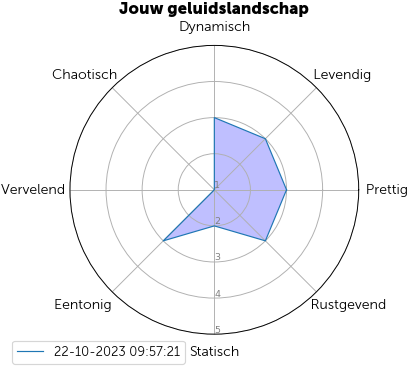 Jouw geluidslandschap
Dynamisch
Chaotisch
Levendig
Vervelend
1
Prettig
2
3
4
Eentonig
Rustgevend
5
22-10-2023 09:57:21
Statisch